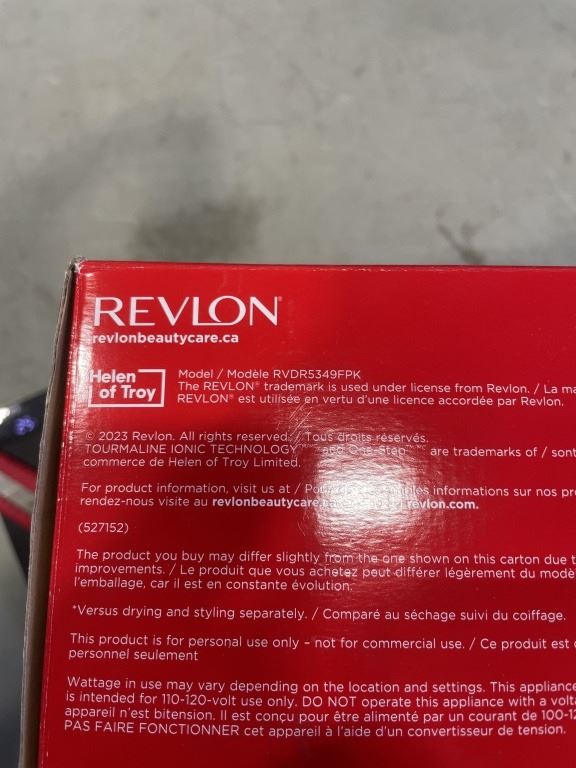 REVLON®
revlonbeautycare.ca
Helen
of Troy
Model / Modèle RVDR5349FPK
The REVLON® trademark is used under license from Revlon. / La
REVLON® est utilisée en vertu d'une licence accordée par Revlon.
© 2023 Revlon. All rights reserved. / Tous droits réservés.
TOURMALINE IONIC TECHNOLOGY™ and One-Step™ are trademarks of / sont
commerce de Helen of Troy Limited.
For product information, visit us at / informations sur nos
rendez-nous visite au revlonbeautycare. revlon.com.
(527152)
The product you buy may differ slightly from the one shown on this carton due
improvements. / Le produit que vous achetez peut différer légèrement du
l'emballage, car il est en constante évolution.
*Versus drying and styling separately. / Comparé au séchage suivi du coiffage.
This product is for personal use only – not for commercial use. / Ce produit est
personnel seulement
Wattage in use may vary depending on the location and settings. This appliance
is intended for 110-120-volt use only. DO NOT operate this appliance with a
appareil n'est bitension. Il est conçu pour être alimenté par un courant de
PAS FAIRE FONCTIONNER cet appareil à l'aide d'un convertisseur de tension.